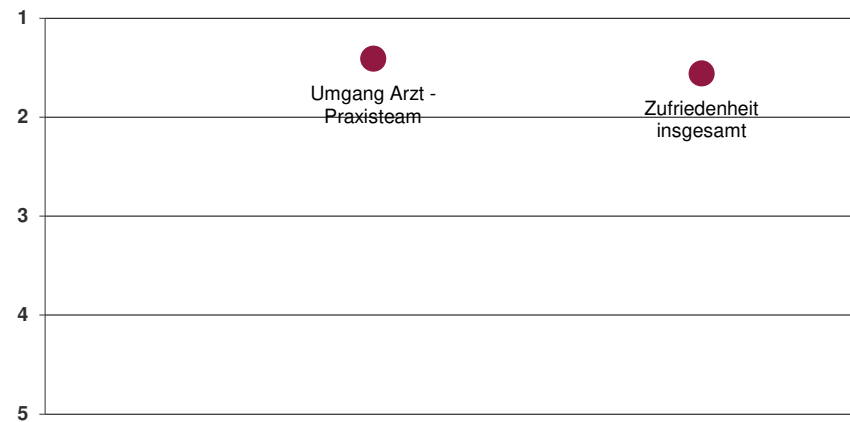 1
Umgang Arzt -
Praxisteam
Zufriedenheit
insgesamt
2
3
4
5